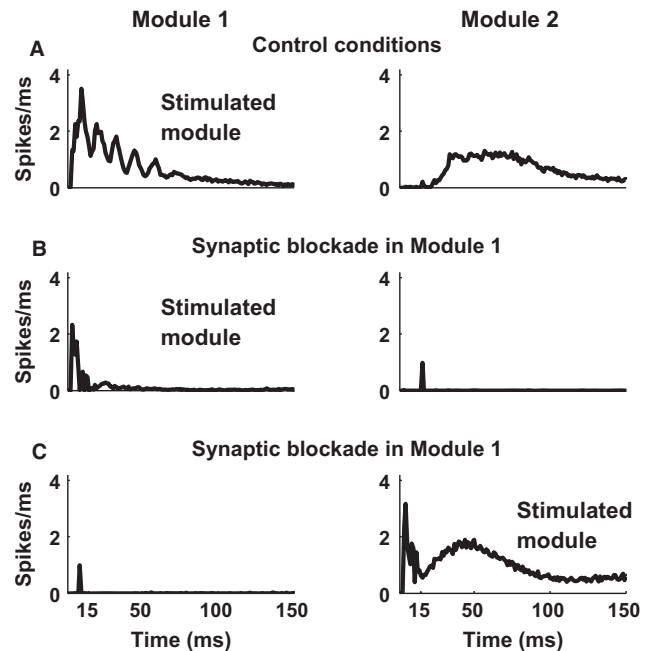 Module 1
Module 2
A
Control conditions
Spikes/ms
4
2
0
Stimulated
module
4
2
0
B
Synaptic blockade in Module 1
Spikes/ms
4
2
0
Stimulated
module
4
2
0
C
Synaptic blockade in Module 1
Spikes/ms
4
2
0
15 50 100 150
Time (ms)
4
2
0
Stimulated
module
15 50 100 150
Time (ms)